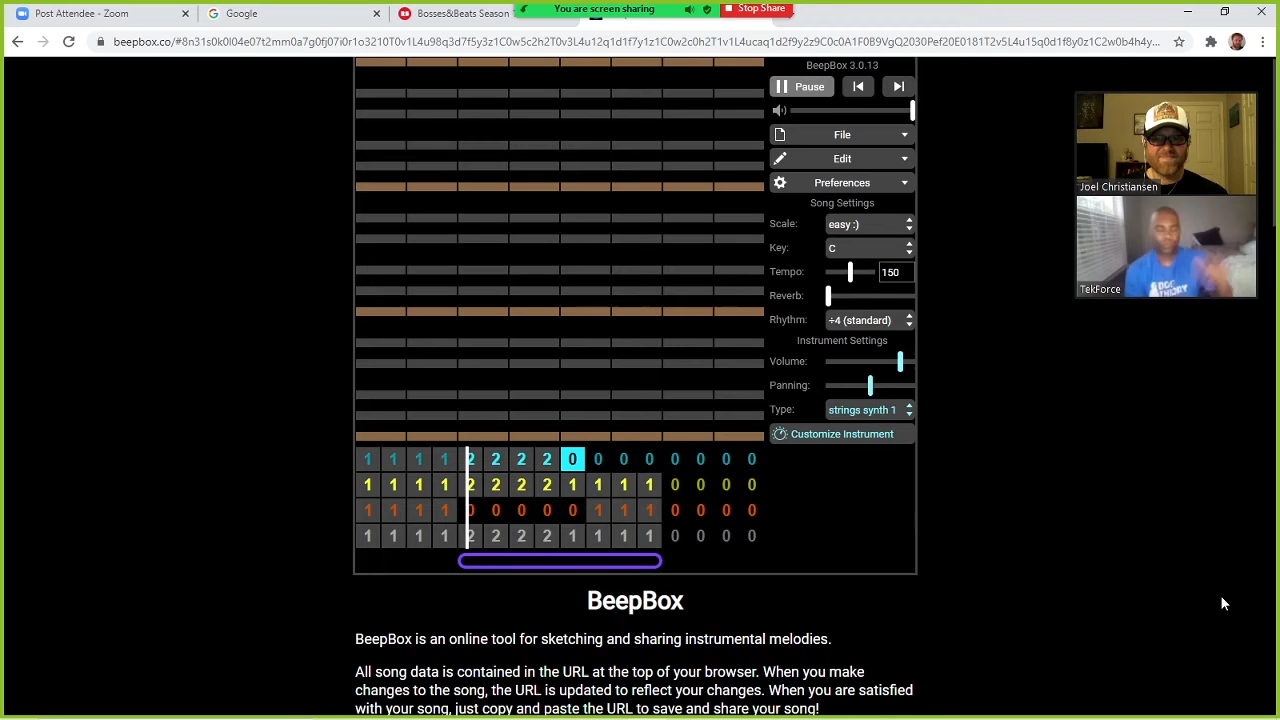 Post Attendee - Zoom
Google
Bosses&Beats Season
You are screen sharing
Stop Share
BeepBox 3.0.13
Pause
File
Edit
Preferences
Song Settings
Scale: easy :)
Key: C
Tempo: 150
Reverb:
Rhythm: ÷4 (standard)
Instrument Settings
Volume:
Panning:
Type: strings synth 1
Customize Instrument
Joel Christiansen
TekForce
1 1 1 1 2 2 2 2 0 0 0 0 0 0 0 0
1 1 1 1 2 2 2 2 1 1 1 1 0 0 0 0
1 1 1 1 0 0 0 0 0 1 1 1 0 0 0 0
1 1 1 1 2 2 2 2 1 1 1 1 0 0 0 0
BeepBox
BeepBox is an online tool for sketching and sharing instrumental melodies.
All song data is contained in the URL at the top of your browser. When you make
changes to the song, the URL is updated to reflect your changes. When you are satisfied
with your song, just copy and paste the URL to save and share your song!